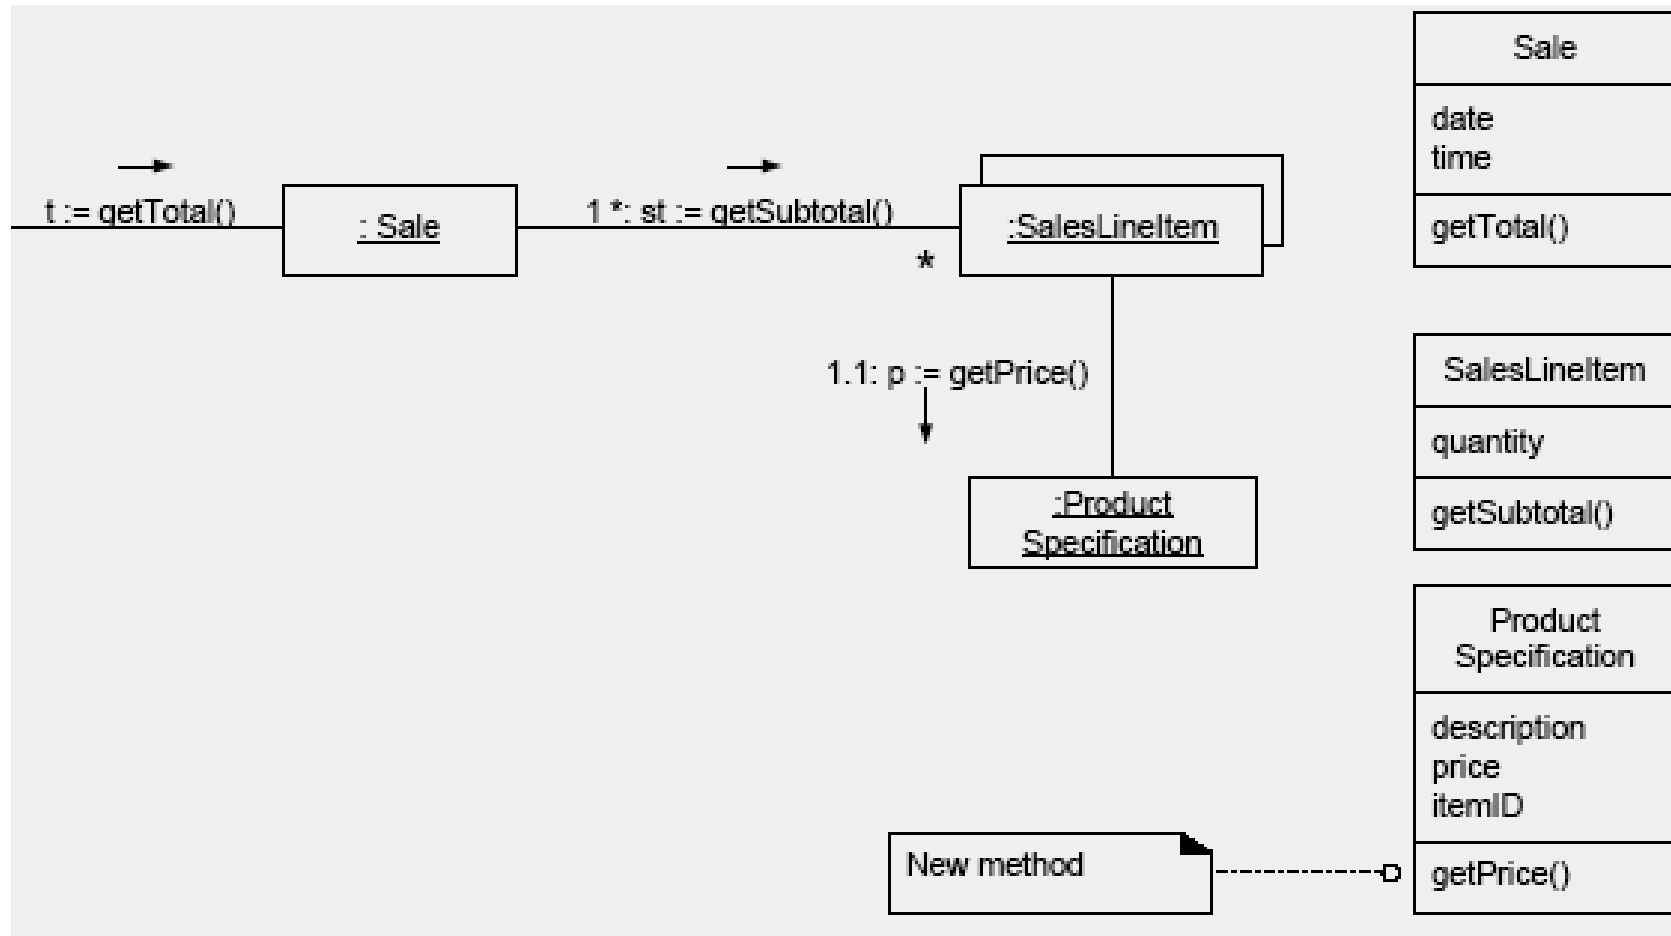 t := getTotal()
: Sale
1 *: st := getSubtotal()
*
:SalesLineItem
1.1: p := getPrice()
:Product
Specification
New method
Sale
date
time
getTotal()
SalesLineItem
quantity
getSubtotal()
Product
Specification
description
price
itemID
getPrice()